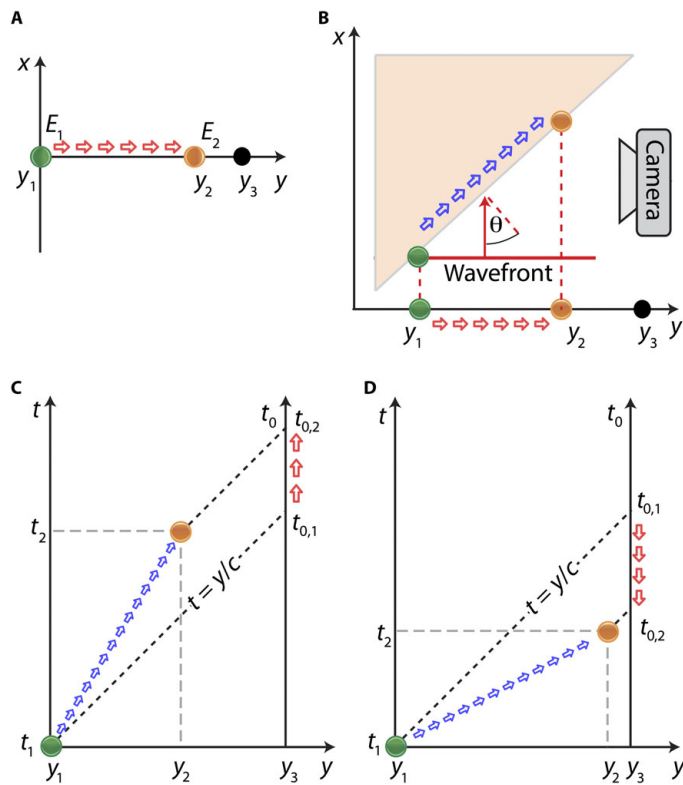 A
x
E1
E2
y1
y2
y3
y
B
x
Camera
θ
Wavefront
y1
y2
y3
y
C
t
t0
t0,2
t2
t0,1
t = y/c
t1
y1
y2
y3
y
D
t
t0
t0,1
t = y/c
t2
t0,2
t1
y1
y2
y3
y